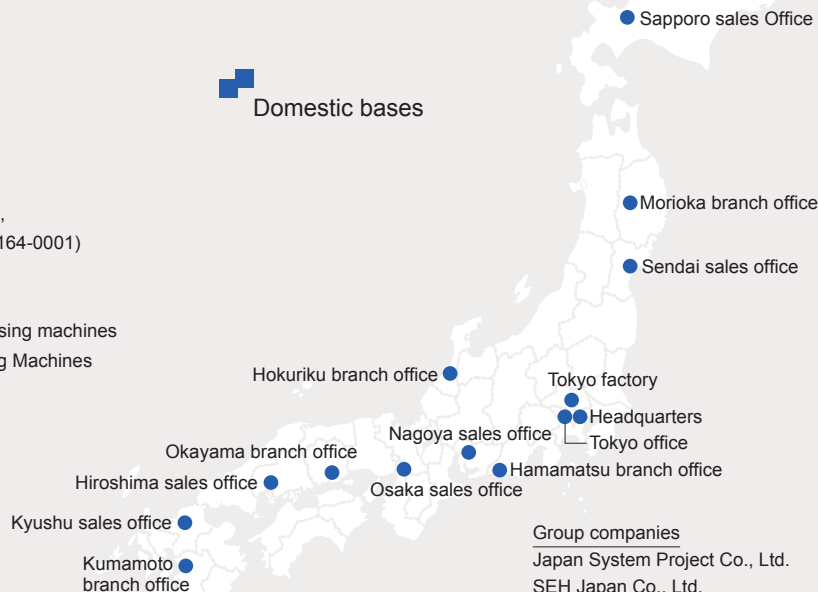 Sapporo sales Office
Domestic bases
Morioka branch office
,
164-0001)
Sendai sales office
sing machines
g Machines
Hokuriku branch office
Tokyo factory
Headquarters
Tokyo office
Nagoya sales office
Okayama branch office
Hamamatsu branch office
Hiroshima sales office
Osaka sales office
Kyushu sales office
Kumamoto
branch office
Group companies
Japan System Project Co., Ltd.
SEH Japan Co., Ltd.